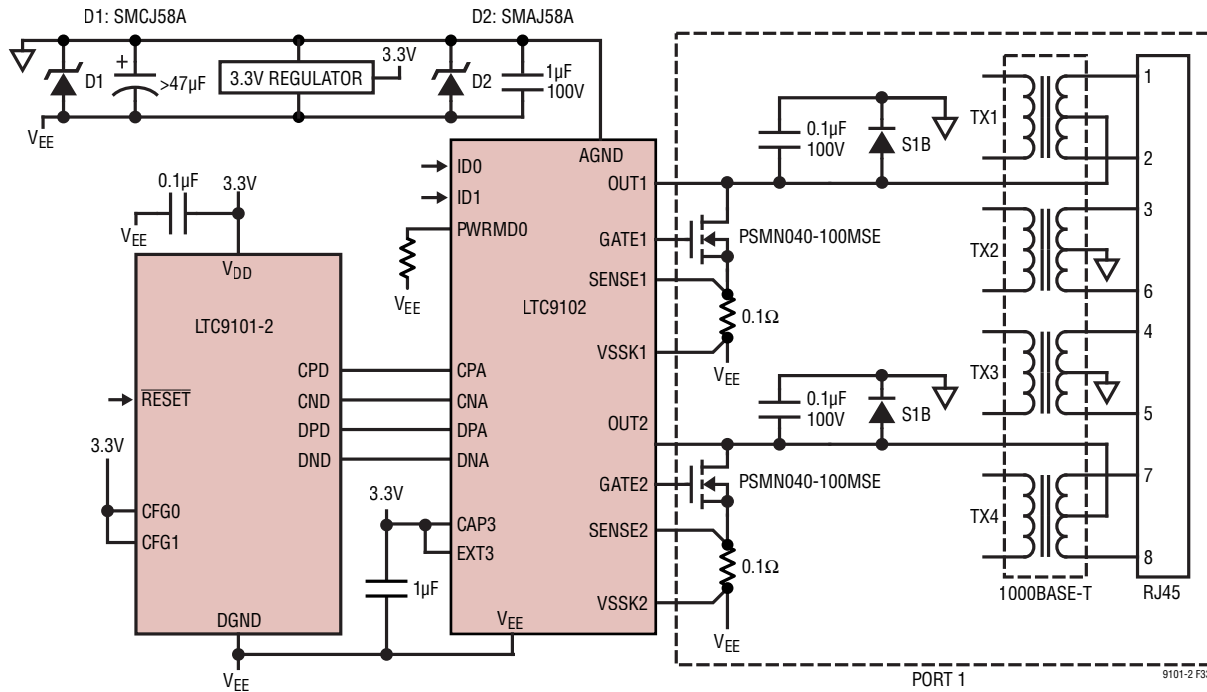 D1: SMCJ58A
D2: SMAJ58A
3.3V
D1
+
>47µF
3.3V REGULATOR
D2
1µF
100V
VEE
PORT 1
0.1µF
3.3V
VEE
VDD
LTC9101-2
CPD
CND
DPD
DND
RESET
3.3V
CFG0
CFG1
DGND
VEE
ID0
ID1
PWRMD0
VEE
LTC9102
AGND
OUT1
GATE1
SENSE1
VSSK1
CPA
CNA
DPA
DNA
3.3V
CAP3
EXT3
1µF
VEE
OUT2
GATE2
SENSE2
VSSK2
0.1µF
100V
S1B
PSMN040-100MSE
0.1Ω
VEE
0.1µF
100V
S1B
PSMN040-100MSE
0.1Ω
VEE
TX1
TX2
TX3
TX4
1
2
3
6
4
5
7
8
1000BASE-T
RJ45